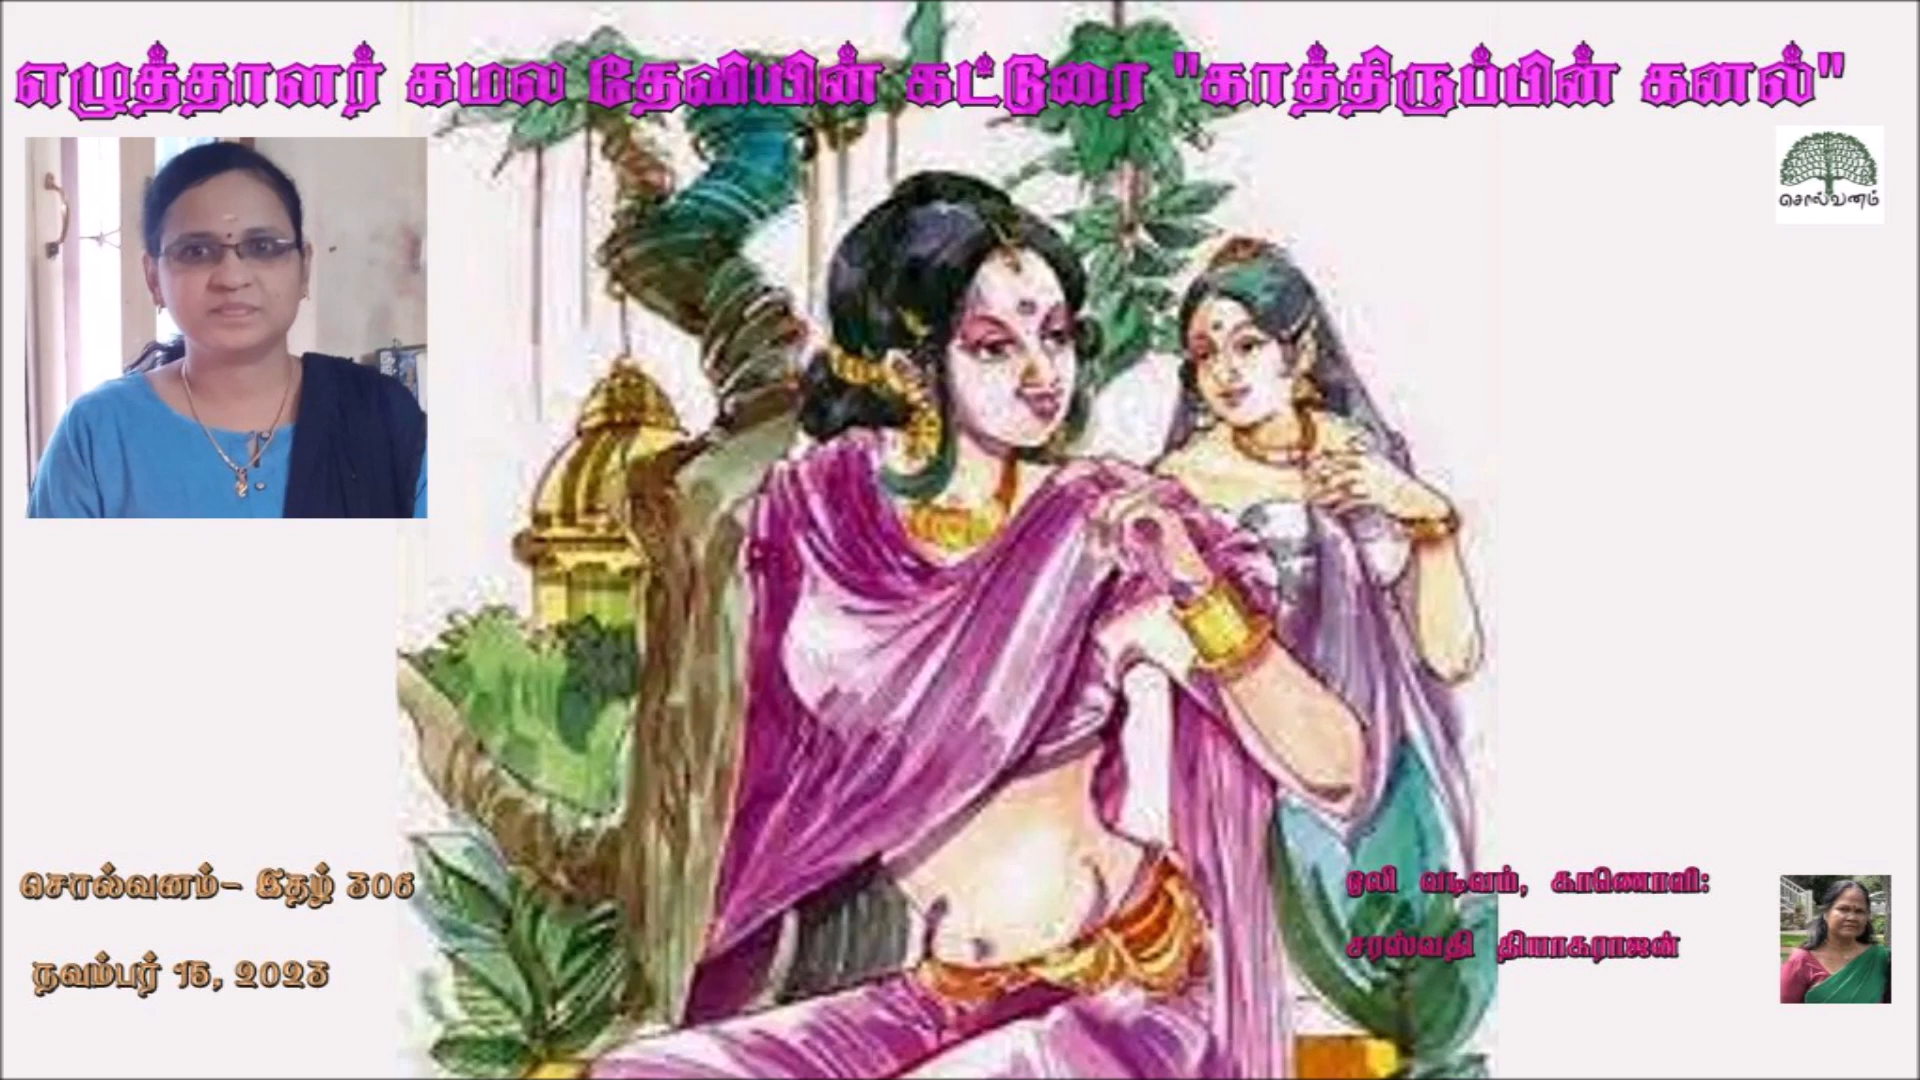 எழுத்தாளர் கமல தேவியின் கட்டுரை "காத்திருப்பின் கனல்"
சொல்வனம்
சொல்வனம்- இதழ் 306
நவம்பர் 15, 2023
ஒலி வடிவம், காணொளி:
சரஸ்வதி தியாகராஜன்